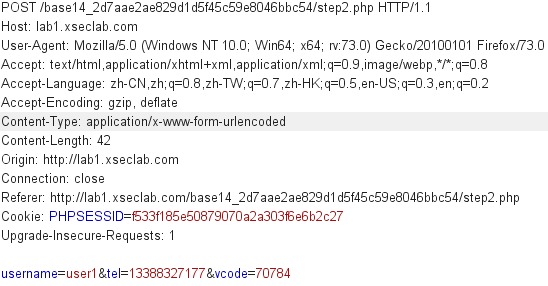 POST /base14_2d7aae2ae829d1d5f45c59e8046bbc54/step2.php HTTP/1.1
Host: lab1.xseclab.com
User-Agent: Mozilla/5.0 (Windows NT 10.0; Win64; x64; rv:73.0) Gecko/20100101 Firefox/73.0
Accept: text/html,application/xhtml+xml,application/xml;q=0.9,image/webp,*/*;q=0.8
Accept-Language: zh-CN,zh;q=0.8,zh-TW;q=0.7,zh-HK;q=0.5,en-US;q=0.3,en;q=0.2
Accept-Encoding: gzip, deflate
Content-Type: application/x-www-form-urlencoded
Content-Length: 42
Origin: http://lab1.xseclab.com
Connection: close
Referer: http://lab1.xseclab.com/base14_2d7aae2ae829d1d5f45c59e8046bbc54/step2.php
Cookie: PHPSESSID=f533f185e50879070a2a303f6e6b2c27
Upgrade-Insecure-Requests: 1
username=user1&tel=13388327177&vcode=70784